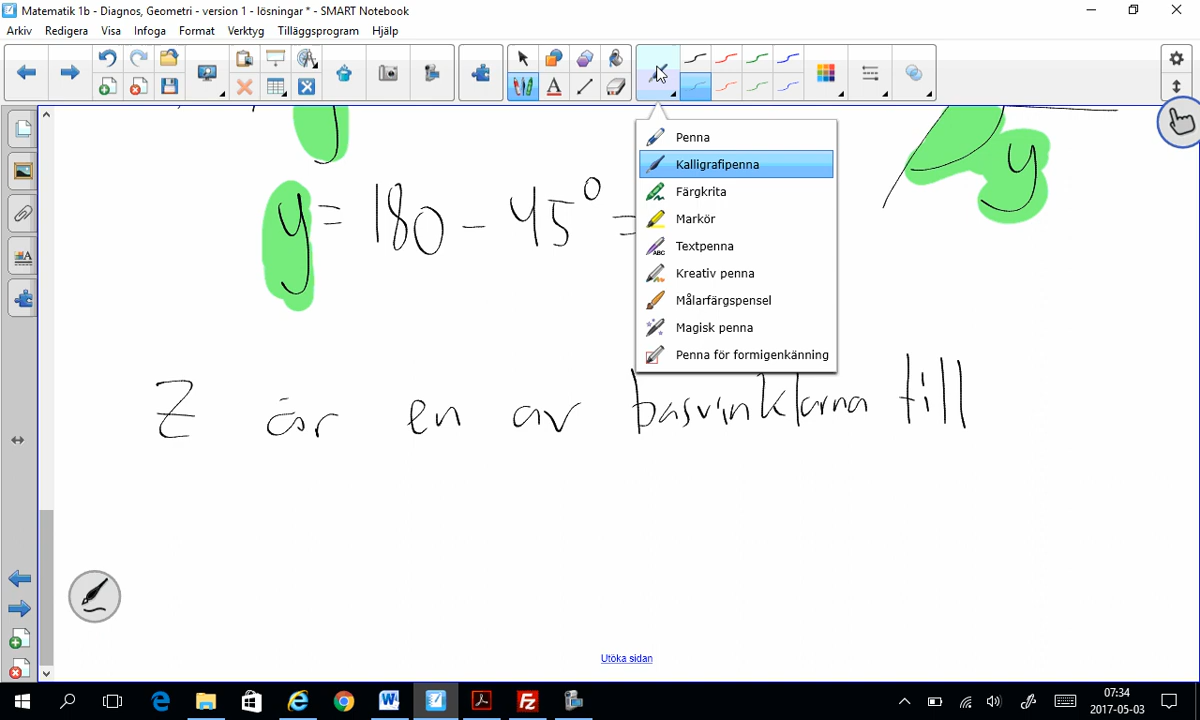 Matematik 1b - Diagnos, Geometri - version 1 - lösningar * - SMART Notebook
Arkiv Redigera Visa Infoga Format Verktyg Tilläggsprogram Hjälp
Penna
Kalligrafipenna
Färgkrita
Markör
Textpenna
Kreativ penna
Målarfärgspensel
Magisk penna
Penna för formigenkänning
y
y = 180 - 45° =
Z är en av basvinklarna till
Utöka sidan
07:34
2017-05-03